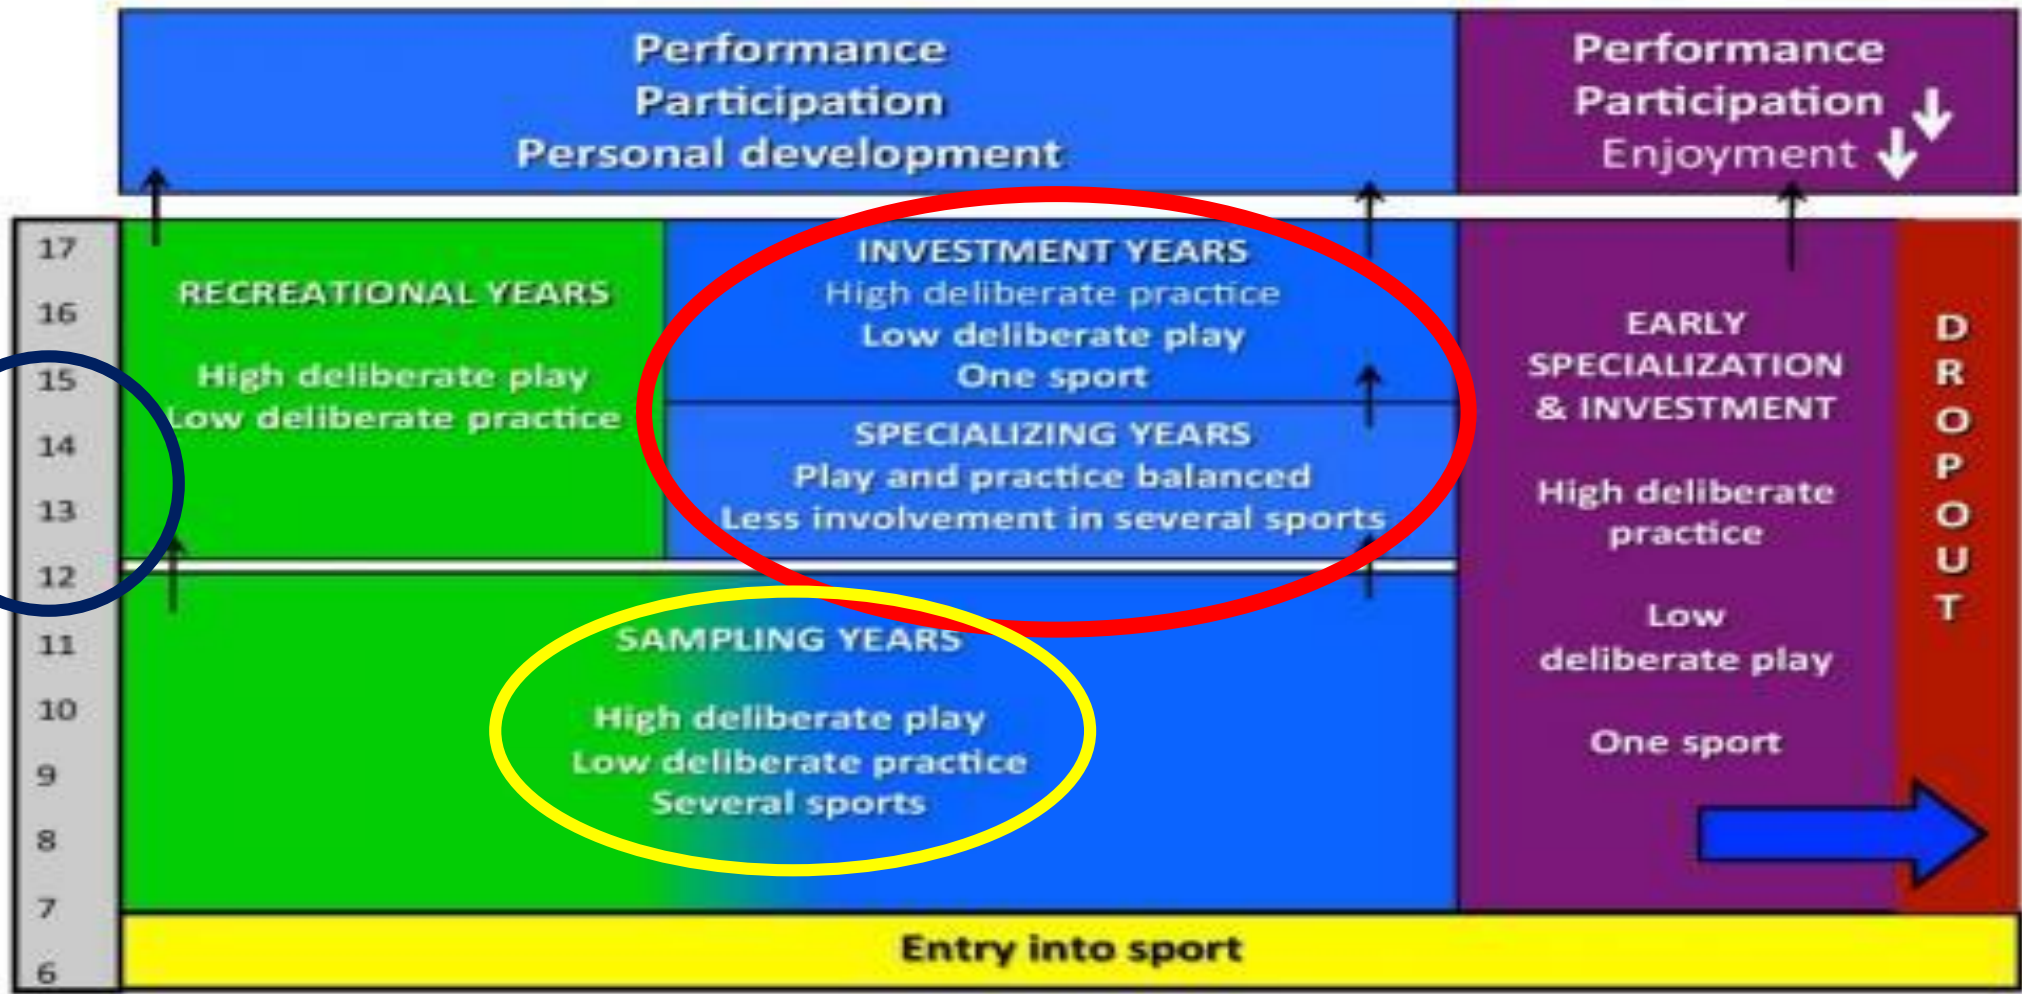 Performance
Participation
Personal development
Performance
Participation
Enjoyment
17
16
15
14
13
12
11
10
9
8
7
6
RECREATIONAL YEARS
High deliberate play
Low deliberate practice
INVESTMENT YEARS
High deliberate practice
Low deliberate play
One sport
SPECIALIZING YEARS
Play and practice balanced
Less involvement in several sports
SAMPLING YEARS
High deliberate play
Low deliberate practice
Several sports
EARLY
SPECIALIZATION
& INVESTMENT
High deliberate
practice
Low
deliberate play
One sport
D
R
O
P
O
U
T
Entry into sport